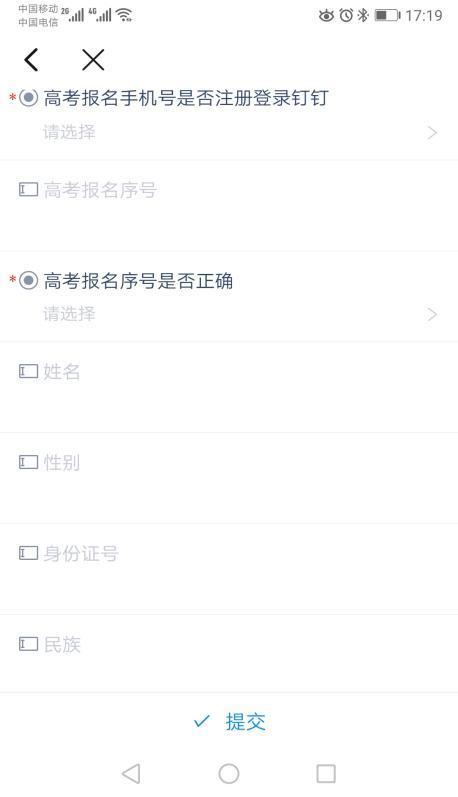 中国移动 2G 4G 17:19
中国电信
* 高考报名手机号是否注册登录钉钉
请选择
高考报名序号
* 高考报名序号是否正确
请选择
姓名
性别
身份证号
民族
提交